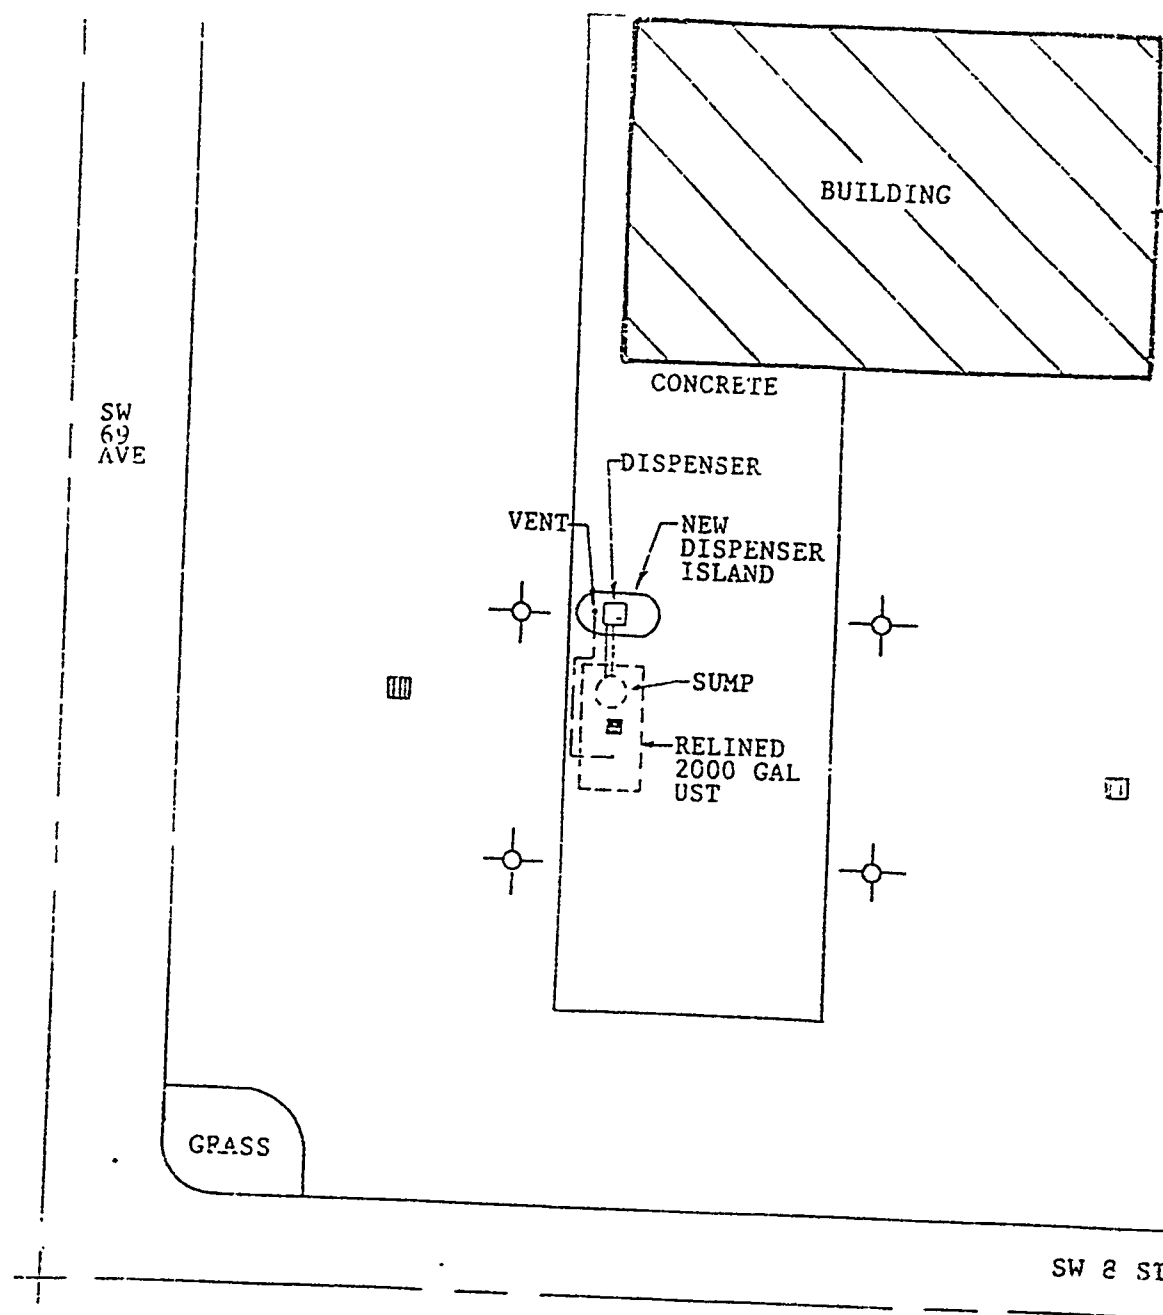 BUILDING
CONCRETE
SW
69
AVE
DISPENSER
VENT
NEW
DISPENSER
ISLAND
SUMP
RELINED
2000 GAL
UST
GRASS
SW 8 ST